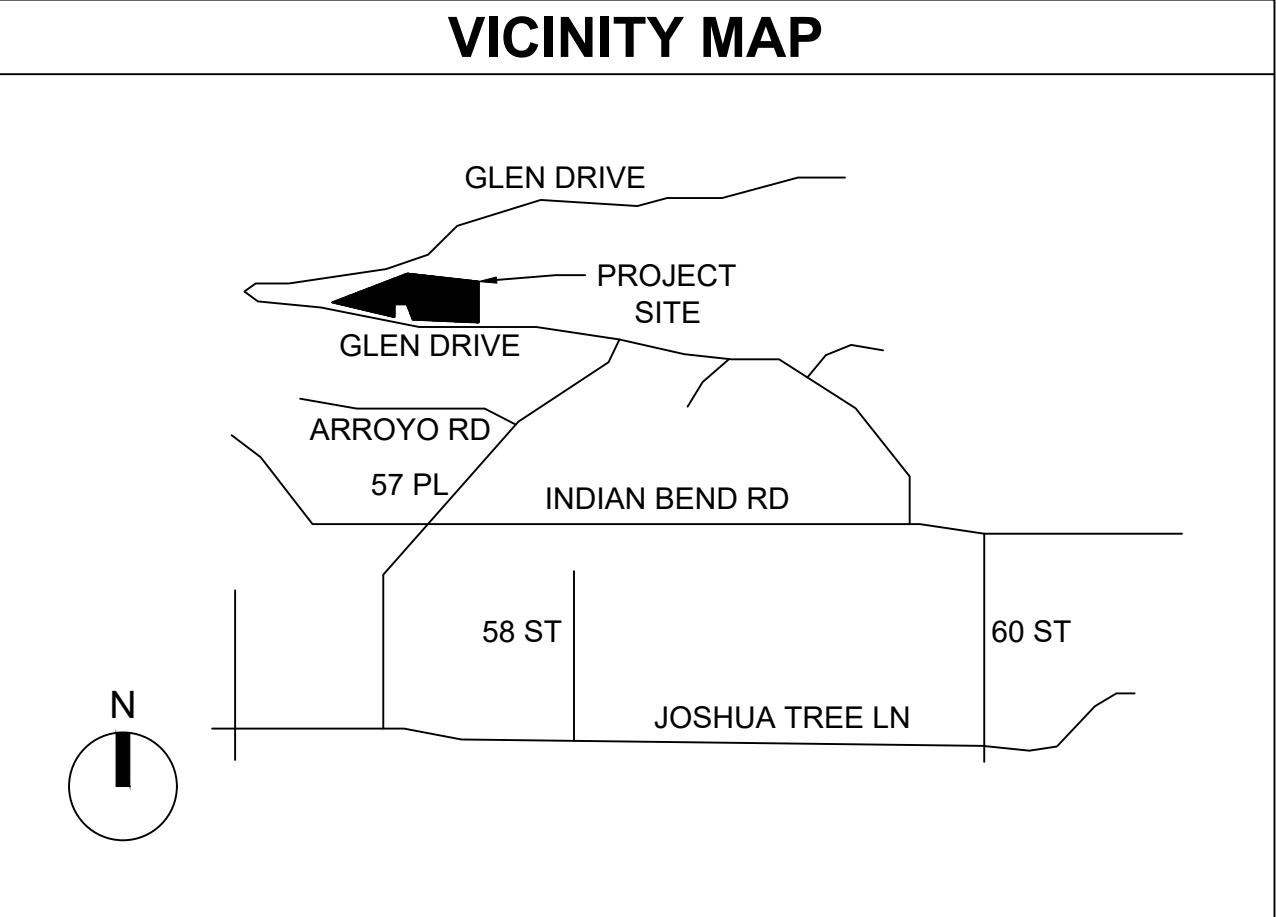 VICINITY MAP
GLEN DRIVE
PROJECT
SITE
GLEN DRIVE
ARROYO RD
57 PL
INDIAN BEND RD
58 ST
60 ST
N
JOSHUA TREE LN